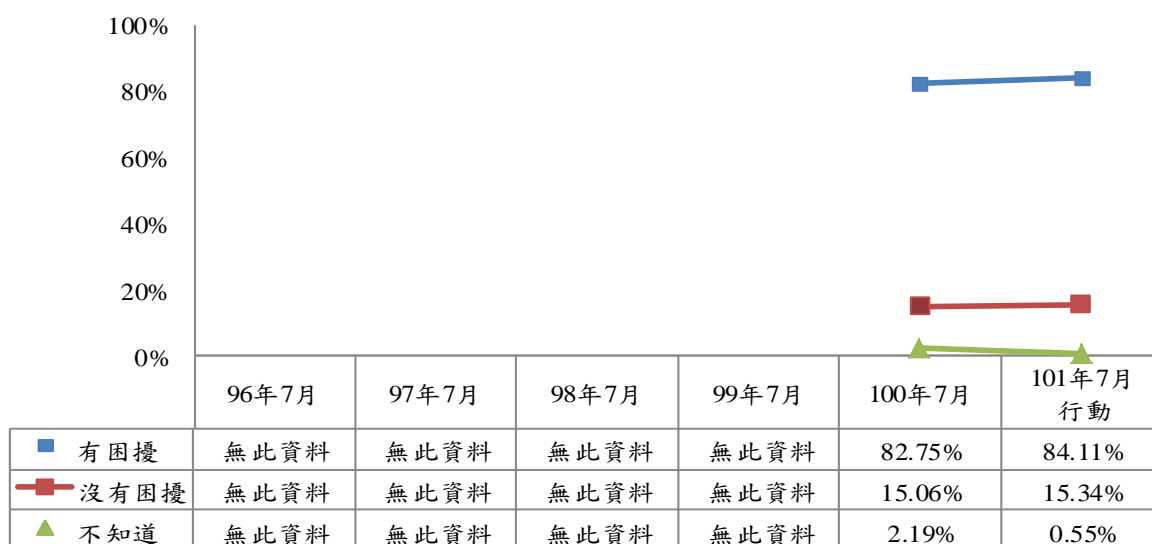 100%
80%
60%
40%
20%
0%
96年7月 97年7月 98年7月 99年7月 100年7月 101年7月
行動
有困擾 無此資料 無此資料 無此資料 無此資料 82.75% 84.11%
沒有困擾 無此資料 無此資料 無此資料 無此資料 15.06% 15.34%
不知道 無此資料 無此資料 無此資料 無此資料 2.19% 0.55%